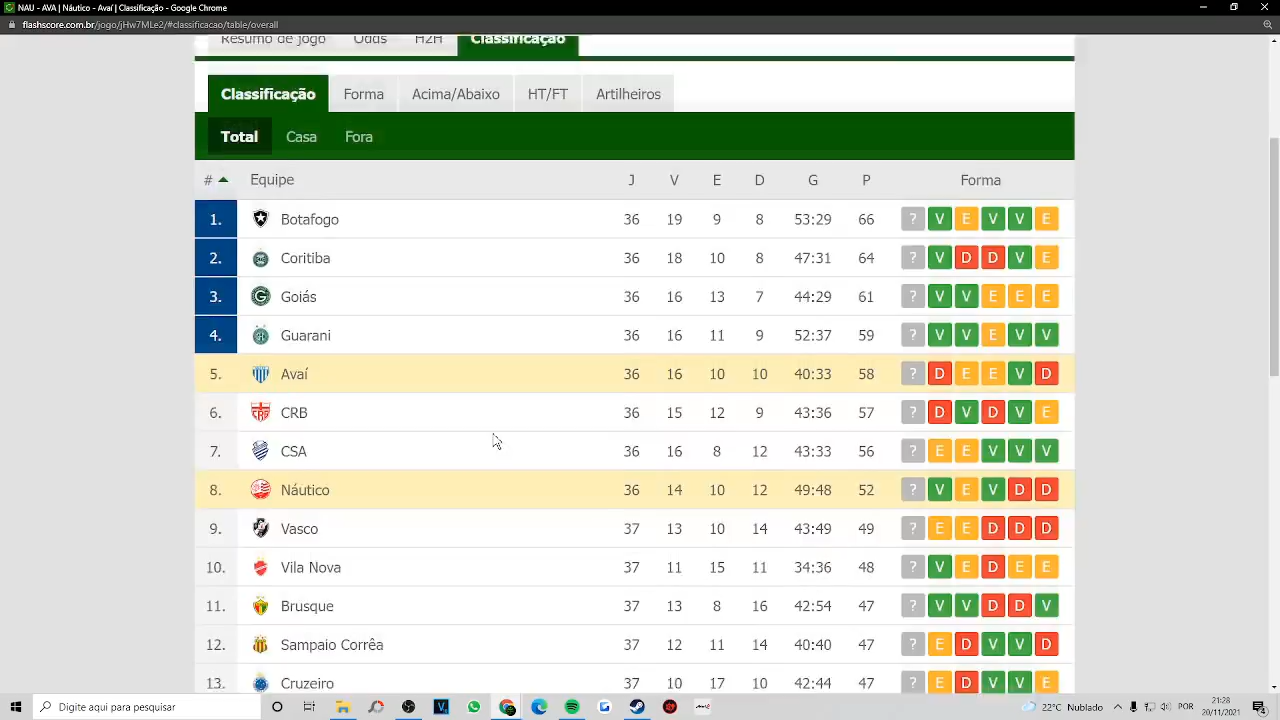 NAU - AVA | Náutico - Avaí | Classificação - Google Chrome
flashscore.com.br/jogo/jHw7MLe2/#classificacao/table/overall
Resumo de jogo Odds H2H Classificação
Classificação Forma Acima/Abaixo HT/FT Artilheiros
Total Casa Fora
# Equipe J V E D G P Forma
1. Botafogo 36 19 9 8 53:29 66 ? V E V V E
2. Coritiba 36 18 10 8 47:31 64 ? V D D V E
3. Goiás 36 16 13 7 44:29 61 ? V V E E E
4. Guarani 36 16 11 9 52:37 59 ? V V E V V
5. Avaí 36 16 10 10 40:33 58 ? D E E V D
6. CRB 36 15 12 9 43:36 57 ? D V D V E
7. CSA 36 16 8 12 43:33 56 ? E E V V V
8. Náutico 36 14 10 12 49:48 52 ? V E V D D
9. Vasco 37 13 10 14 43:49 49 ? E E D D D
10. Vila Nova 37 11 15 11 34:36 48 ? V E D E E
11. Brusque 37 13 8 16 42:54 47 ? V V D D V
12. Sampaio Corrêa 37 12 11 14 40:40 47 ? E D V V D
13. Cruzeiro 37 10 17 10 42:44 47 ? E D V V E
Digite aqui para pesquisar 22°C Nublado POR 21:28
20/11/2021